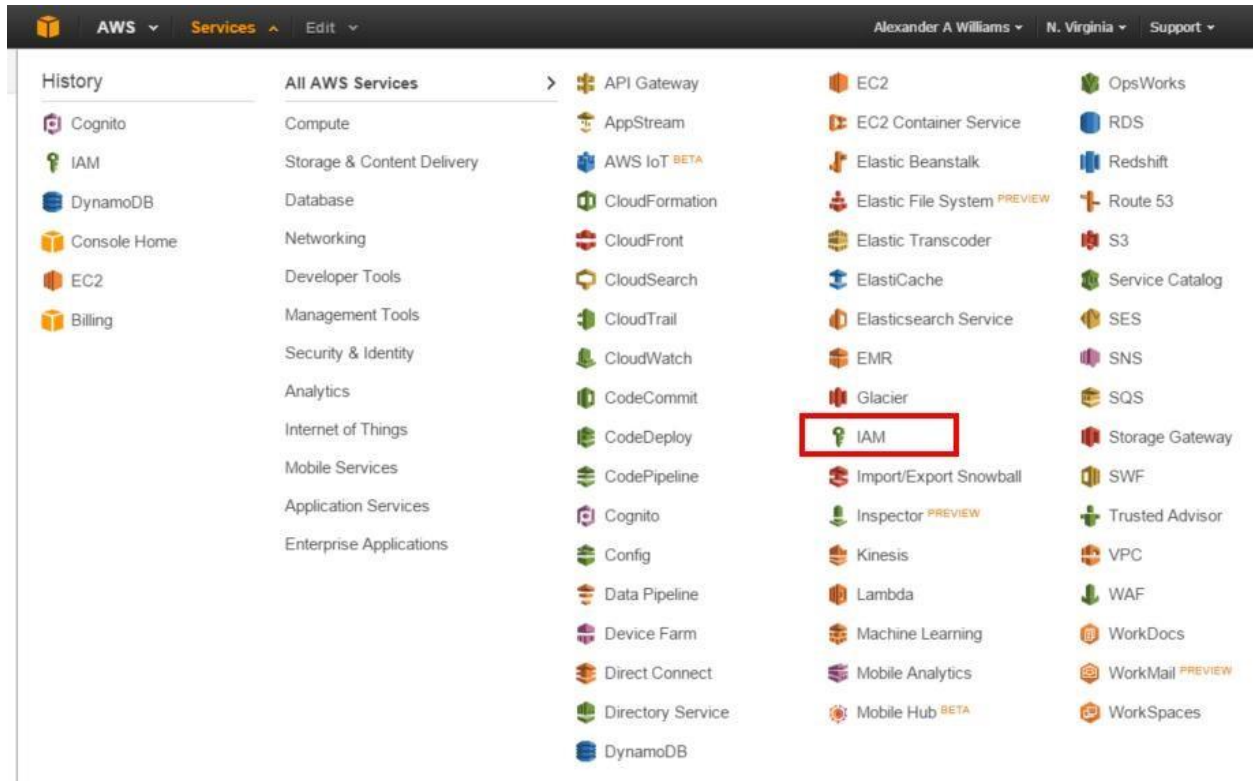 AWS Services Edit Alexander A Williams N. Virginia Support
History
Cognito
IAM
DynamoDB
Console Home
EC2
Billing
All AWS Services
Compute
Storage & Content Delivery
Database
Networking
Developer Tools
Management Tools
Security & Identity
Analytics
Internet of Things
Mobile Services
Application Services
Enterprise Applications
API Gateway
AppStream
AWS IoT BETA
CloudFormation
CloudFront
CloudSearch
CloudTrail
CloudWatch
CodeCommit
CodeDeploy
CodePipeline
Cognito
Config
Data Pipeline
Device Farm
Direct Connect
Directory Service
DynamoDB
EC2
EC2 Container Service
Elastic Beanstalk
Elastic File System PREVIEW
Elastic Transcoder
ElastiCache
Elasticsearch Service
EMR
Glacier
IAM
Import/Export Snowball
Inspector PREVIEW
Kinesis
Lambda
Machine Learning
Mobile Analytics
Mobile Hub BETA
OpsWorks
RDS
Redshift
Route 53
S3
Service Catalog
SES
SNS
SQS
Storage Gateway
SWF
Trusted Advisor
VPC
WAF
WorkDocs
WorkMail PREVIEW
WorkSpaces